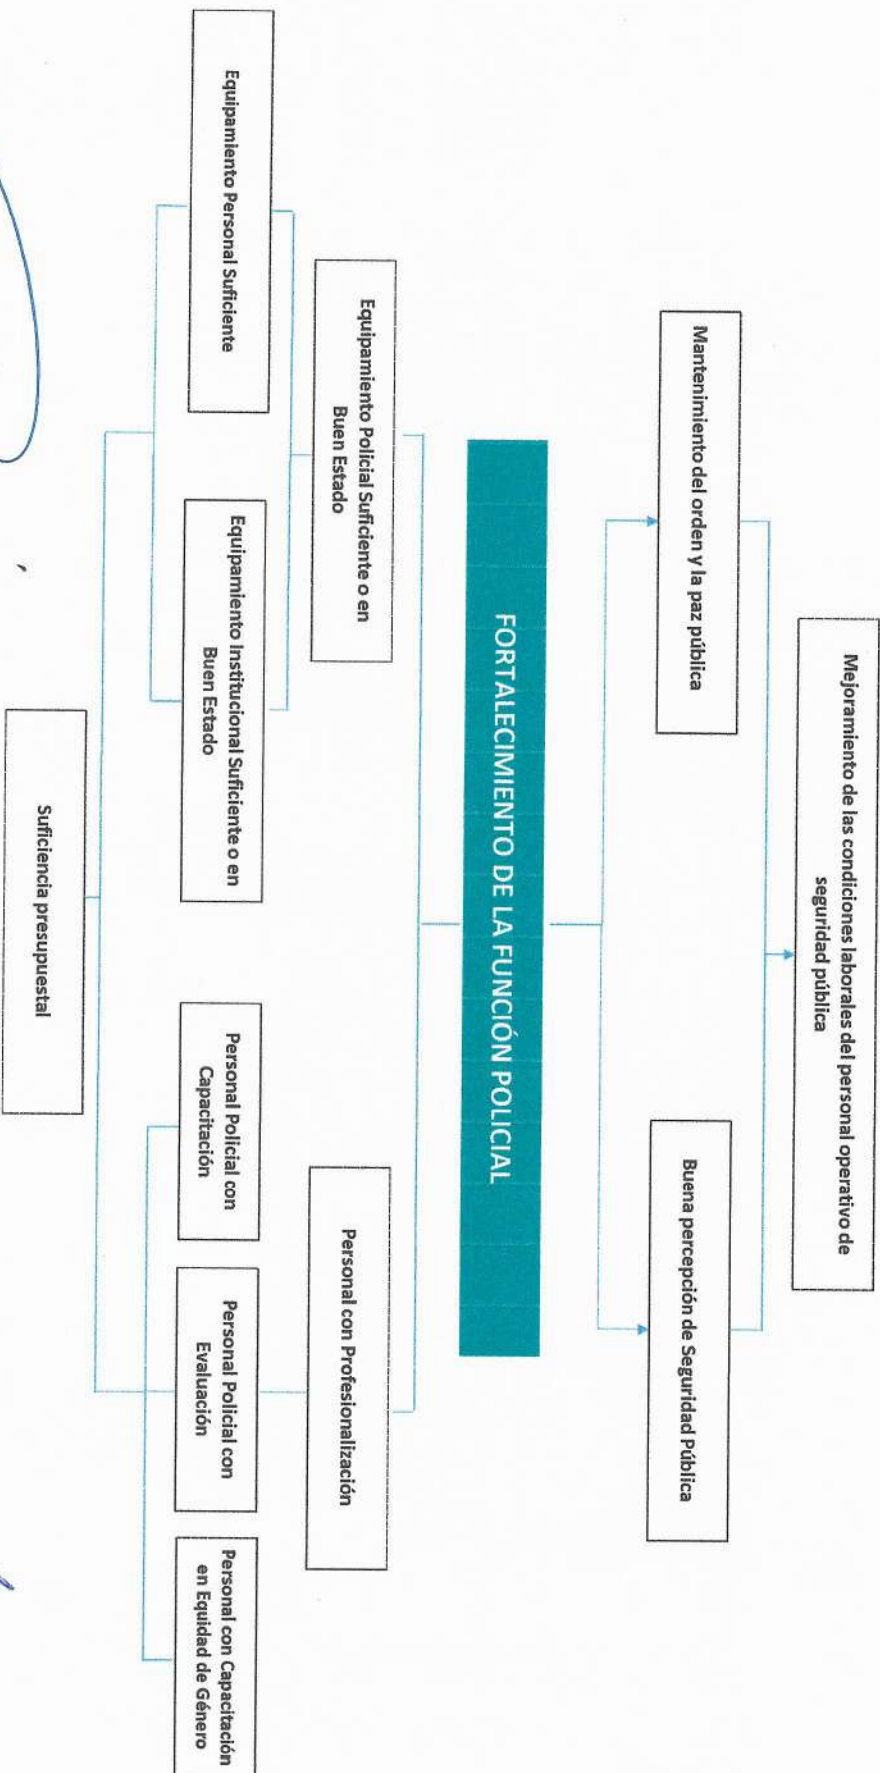 Mejoramiento de las condiciones laborales del personal operativo de
seguridad pública
Mantenimiento del orden y la paz pública
Buena percepción de Seguridad Pública
FORTALECIMIENTO DE LA FUNCIÓN POLICIAL
Equipamiento Policial Suficiente o en
Buen Estado
Personal con Profesionalización
Equipamiento Personal Suficiente
Equipamiento Institucional Suficiente o en
Buen Estado
Personal Policial con
Capacitación
Personal Policial con
Evaluación
Personal con Capacitación
en Equidad de Género
Suficiencia presupuestal